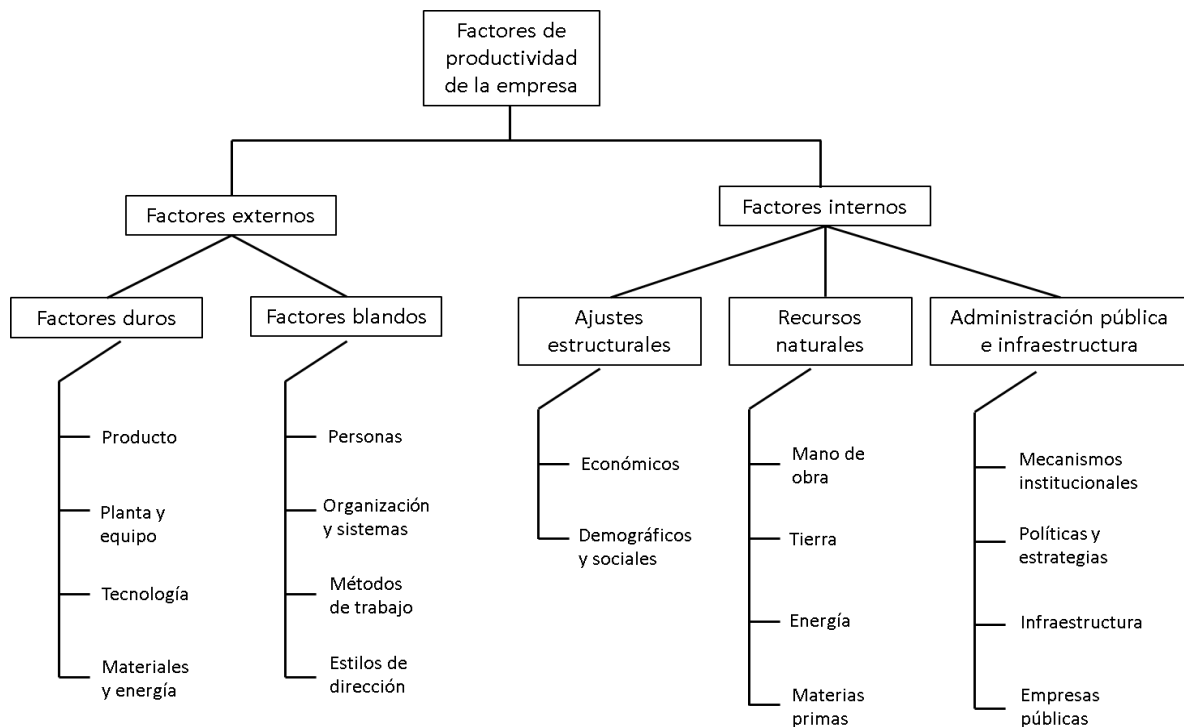 Factores de
productividad
de la empresa
Factores externos
Factores internos
Factores duros
Factores blandos
Ajustes
estructurales
Recursos
naturales
Administración pública
e infraestructura
Producto
Planta y
equipo
Tecnología
Materiales
y energía
Personas
Organización
y sistemas
Métodos
de trabajo
Estilos de
dirección
Económicos
Demográficos
y sociales
Mano de
obra
Tierra
Energía
Materias
primas
Mecanismos
institucionales
Políticas y
estrategias
Infraestructura
Empresas
públicas